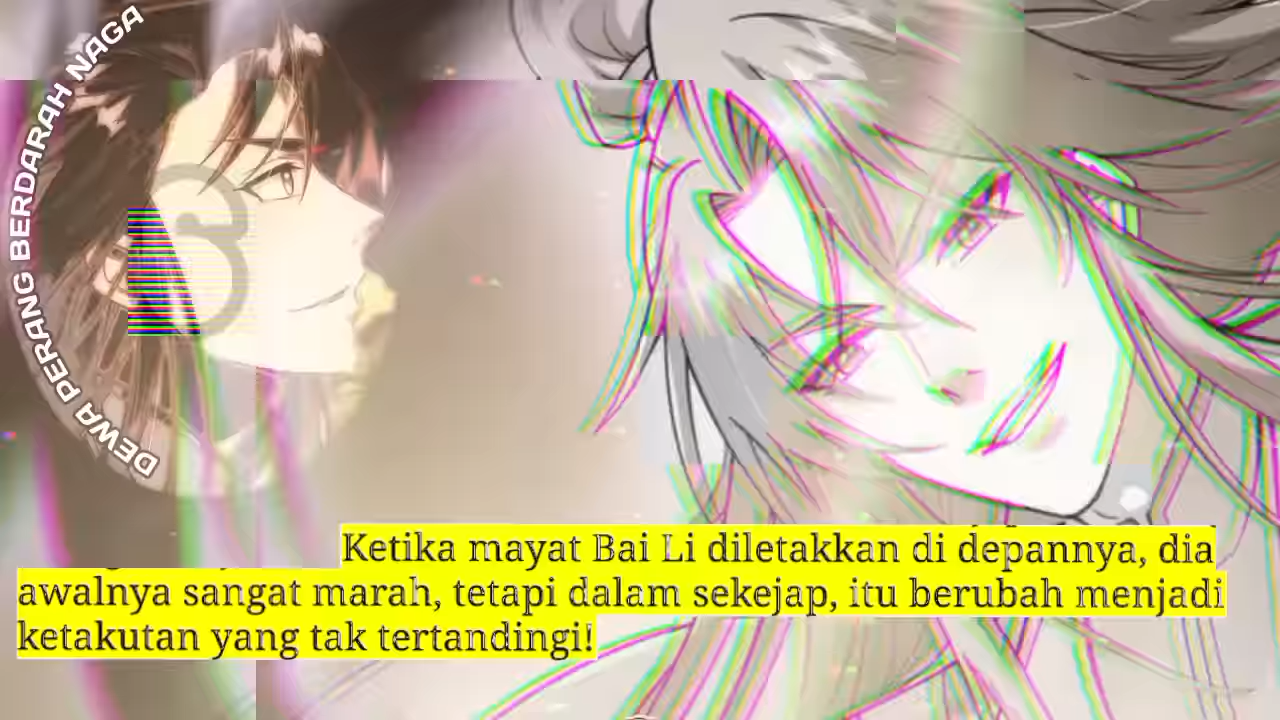 DEWA PERANG BERDARAH NAGA
Ketika mayat Bai Li diletakkan di depannya, dia
awalnya sangat marah, tetapi dalam sekejap, itu berubah menjadi
ketakutan yang tak tertandingi!